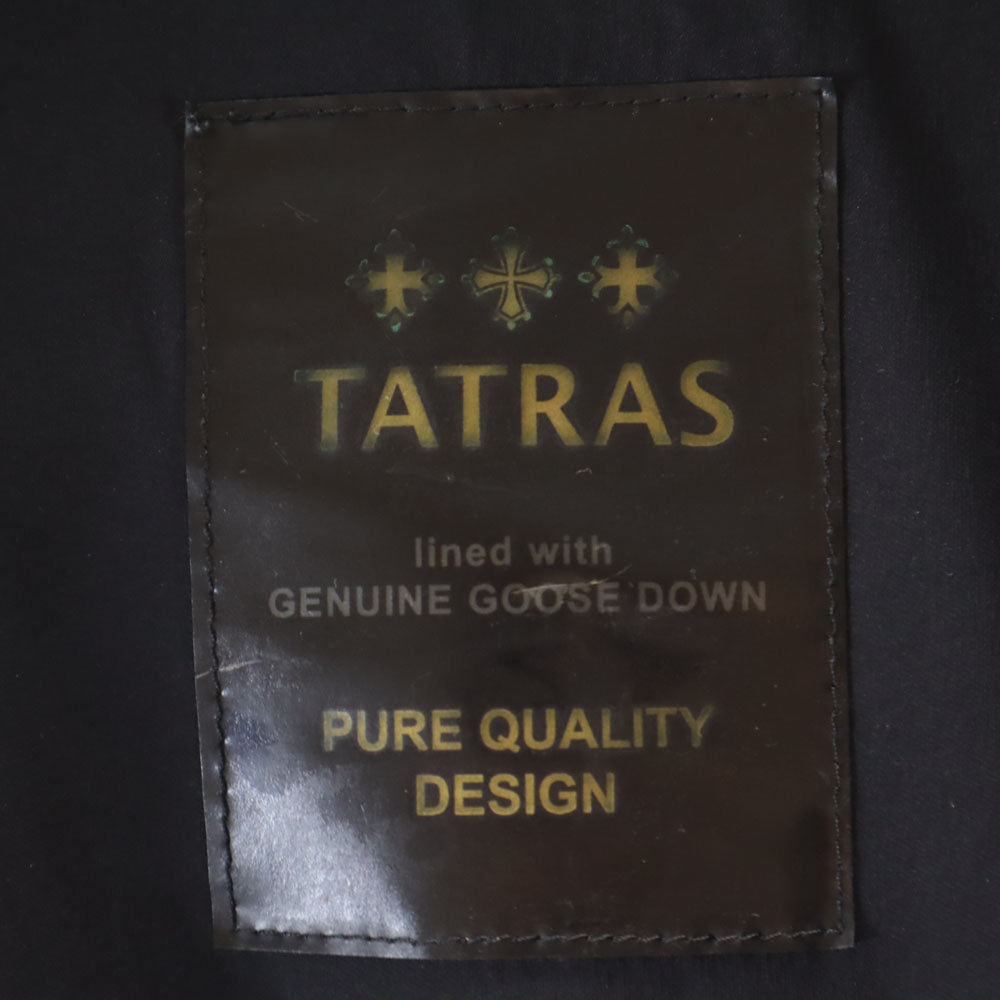 TATRAS
lined with
GENUINE GOOSE DOWN
PURE QUALITY
DESIGN